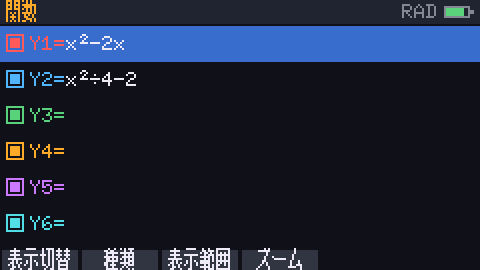 関数 RAD
Y1=x²-2x
Y2=x²÷4-2
Y3=
Y4=
Y5=
Y6=
表示切替 種類 表示範囲 ズーム